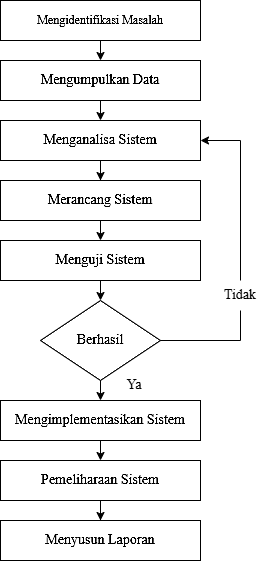 Mengidentifikasi Masalah
Mengumpulkan Data
Menganalisa Sistem
Merancang Sistem
Menguji Sistem
Tidak
Berhasil
Ya
Mengimplementasikan Sistem
Pemeliharaan Sistem
Menyusun Laporan